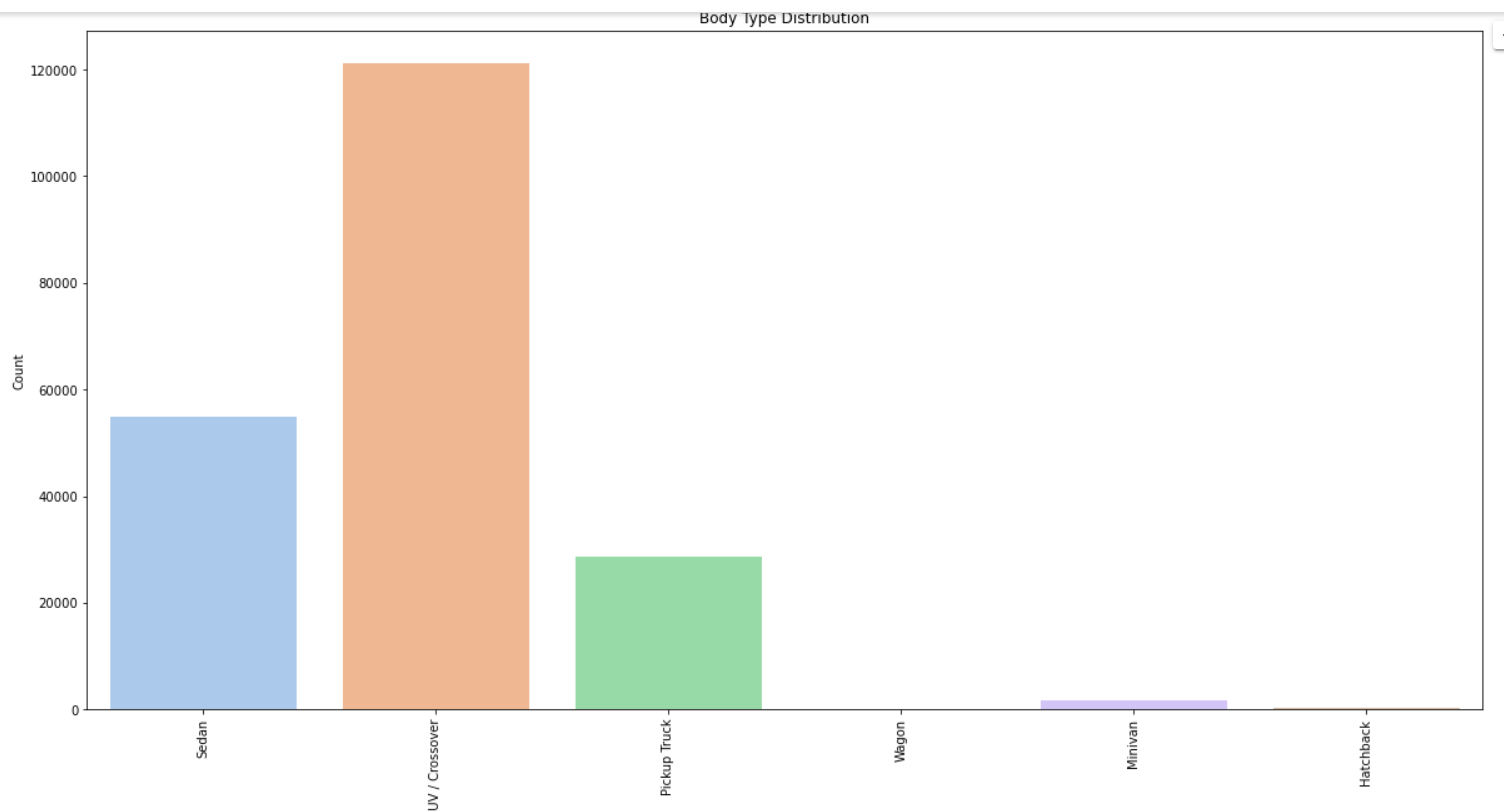 Body Type Distribution
120000
100000
80000
60000
40000
20000
0
Count
Sedan
UV / Crossover
Pickup Truck
Wagon
Minivan
Hatchback